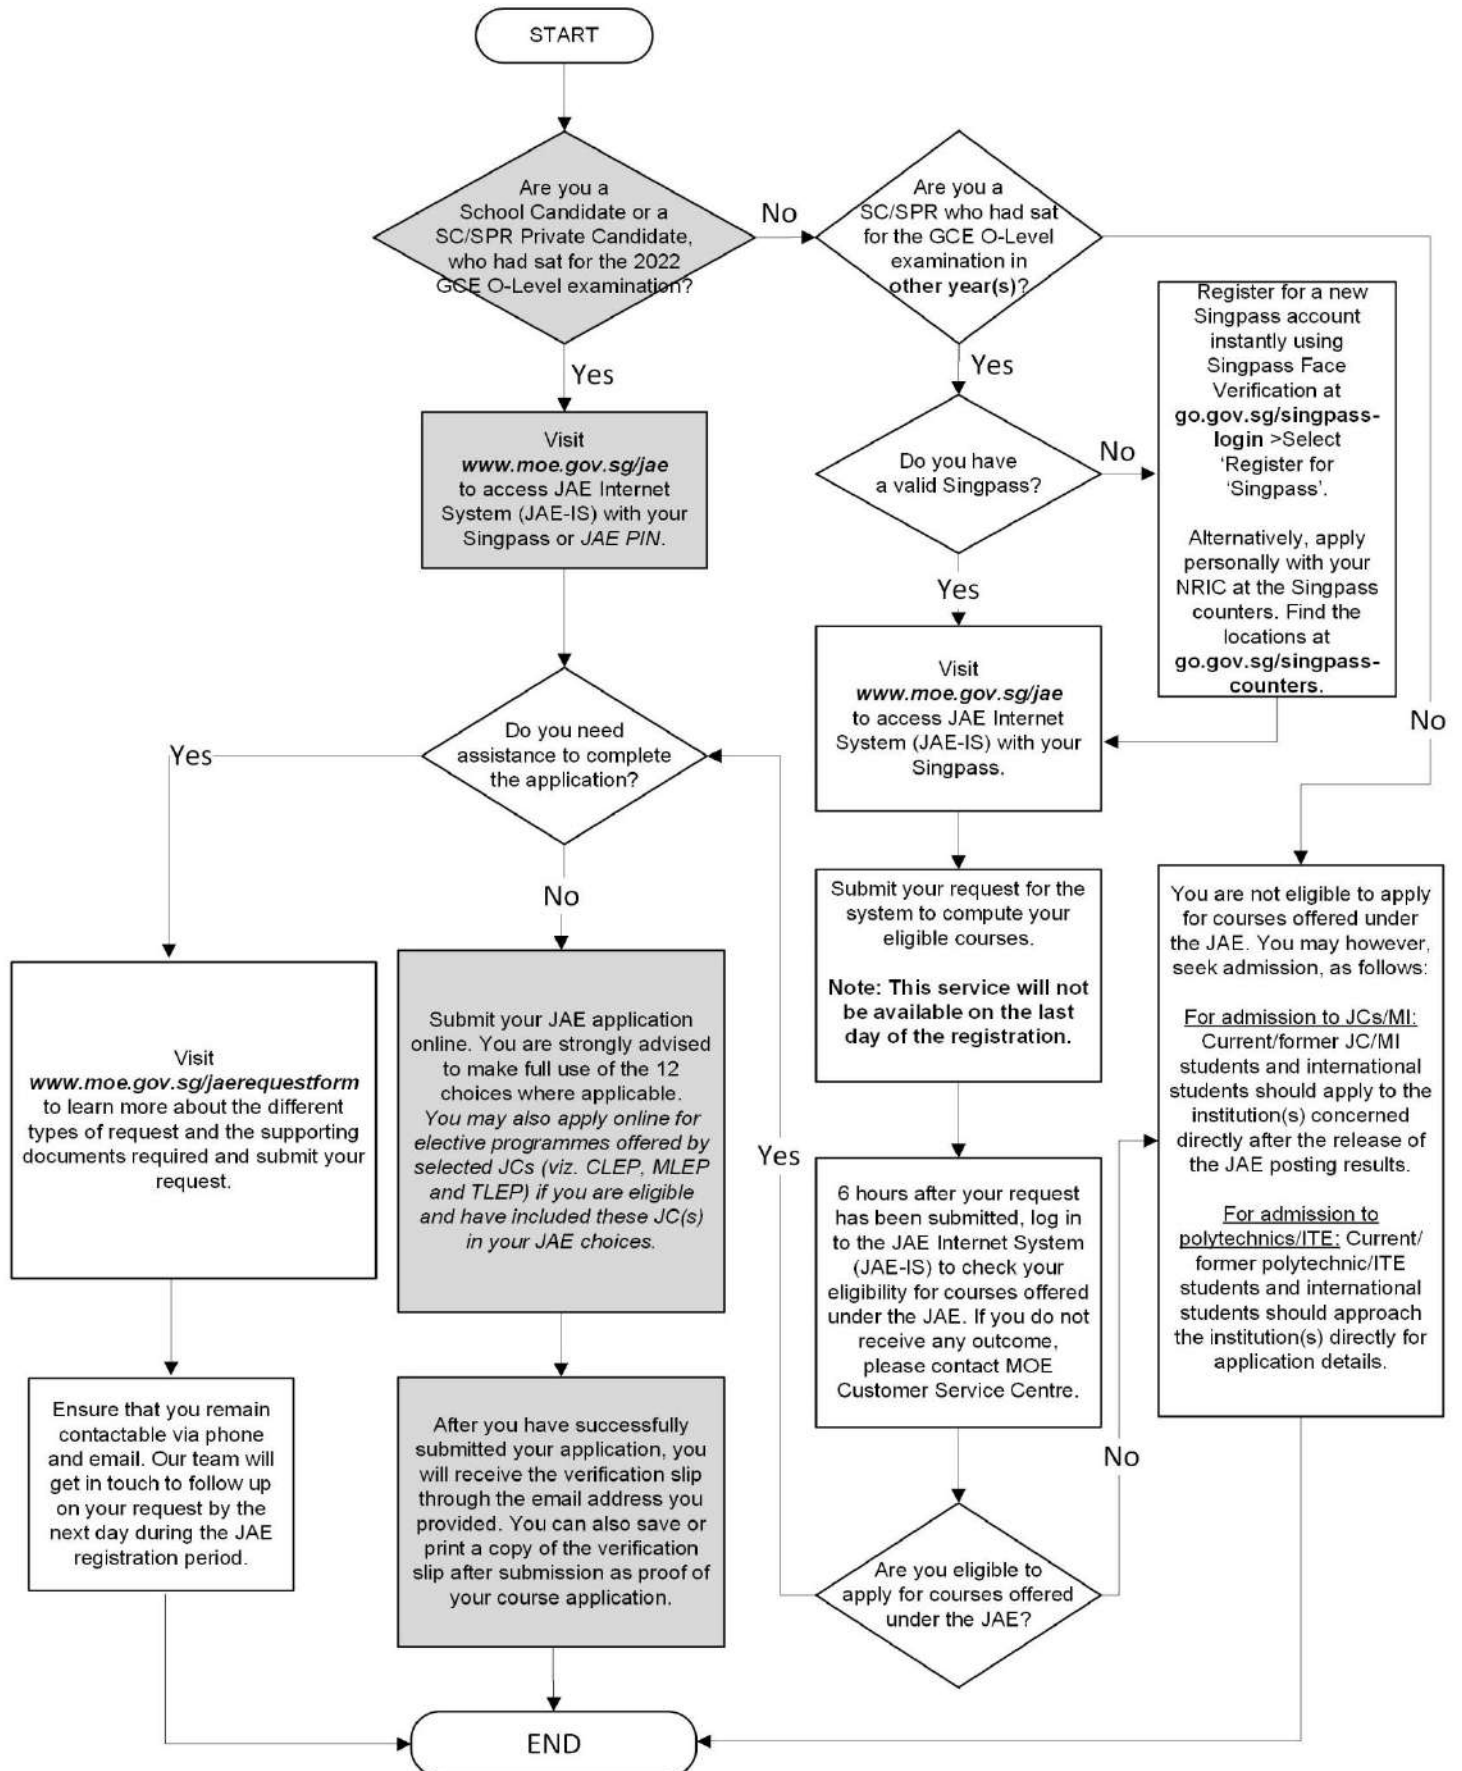 START
Are you a
School Candidate or a
SC/SPR Private Candidate,
who had sat for the 2022
GCE O-Level examination?
No
Are you a
SC/SPR who had sat
for the GCE O-Level
examination in
other year(s)?
Yes
Visit
www.moe.gov.sg/jae
to access JAE Internet
System (JAE-IS) with your
Singpass or JAE PIN.
Yes
Do you have
a valid Singpass?
No
Register for a new
Singpass account
instantly using
Singpass Face
Verification at
go.gov.sg/singpass-
login >Select
‘Register for
‘Singpass’.
Alternatively, apply
personally with your
NRIC at the Singpass
counters. Find the
locations at
go.gov.sg/singpass-
counters.
No
Yes
Visit
www.moe.gov.sg/jae
to access JAE Internet
System (JAE-IS) with your
Singpass.
Do you need
assistance to complete
the application?
Yes
No
Submit your request for the
system to compute your
eligible courses.
Note: This service will not
be available on the last
day of the registration.
You are not eligible to apply
for courses offered under
the JAE. You may however,
seek admission, as follows:
For admission to JCs/MI:
Current/former JC/MI
students and international
students should apply to the
institution(s) concerned
directly after the release of
the JAE posting results.
For admission to
polytechnics/ITE: Current/
former polytechnic/ITE
students and international
students should approach
the institution(s) directly for
application details.
Visit
www.moe.gov.sg/jaerequestform
to learn more about the different
types of request and the supporting
documents required and submit your
request.
Submit your JAE application
online. You are strongly advised
to make full use of the 12
choices where applicable.
You may also apply online for
elective programmes offered by
selected JCs (viz. CLEP, MLEP
and TLEP) if you are eligible
and have included these JC(s)
in your JAE choices.
Yes
6 hours after your request
has been submitted, log in
to the JAE Internet System
(JAE-IS) to check your
eligibility for courses offered
under the JAE. If you do not
receive any outcome,
please contact MOE
Customer Service Centre.
No
Ensure that you remain
contactable via phone
and email. Our team will
get in touch to follow up
on your request by the
next day during the JAE
registration period.
After you have successfully
submitted your application, you
will receive the verification slip
through the email address you
provided. You can also save or
print a copy of the verification
slip after submission as proof of
your course application.
Are you eligible to
apply for courses offered
under the JAE?
END